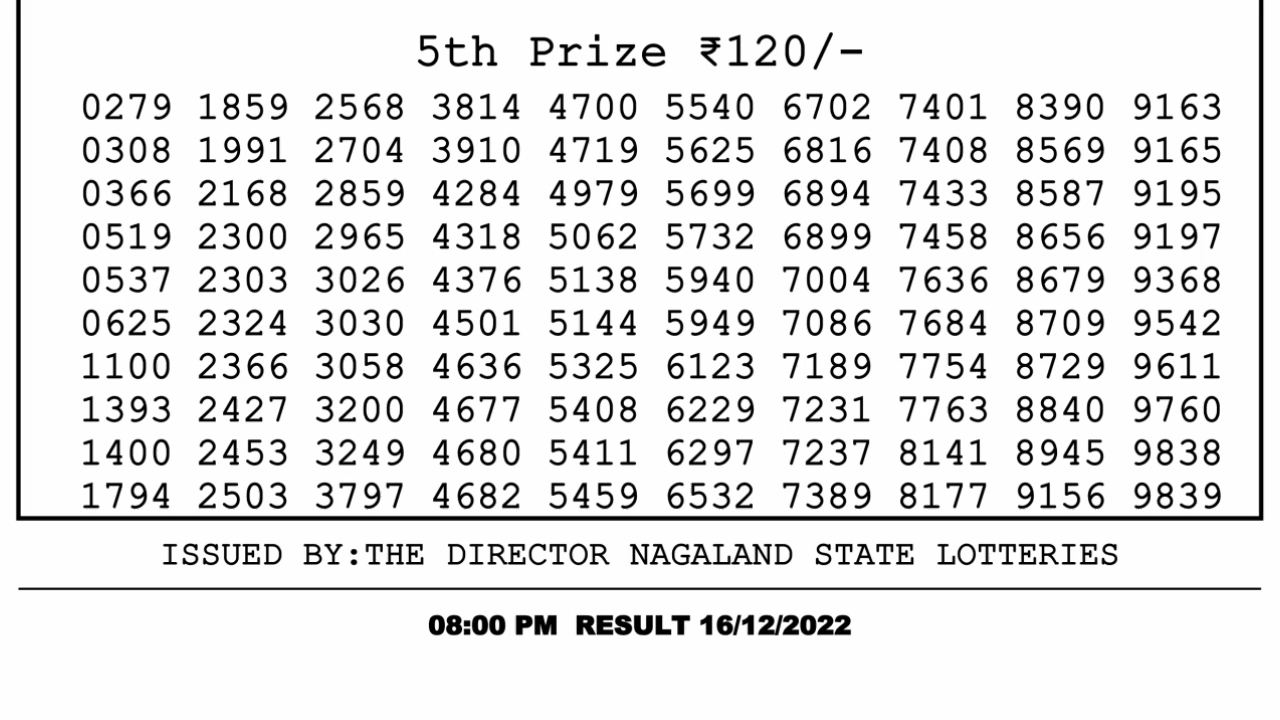 5th Prize ₹120/-
0279 1859 2568 3814 4700 5540 6702 7401 8390 9163
0308 1991 2704 3910 4719 5625 6816 7408 8569 9165
0366 2168 2859 4284 4979 5699 6894 7433 8587 9195
0519 2300 2965 4318 5062 5732 6899 7458 8656 9197
0537 2303 3026 4376 5138 5940 7004 7636 8679 9368
0625 2324 3030 4501 5144 5949 7086 7684 8709 9542
1100 2366 3058 4636 5325 6123 7189 7754 8729 9611
1393 2427 3200 4677 5408 6229 7231 7763 8840 9760
1400 2453 3249 4680 5411 6297 7237 8141 8945 9838
1794 2503 3797 4682 5459 6532 7389 8177 9156 9839
ISSUED BY:THE DIRECTOR NAGALAND STATE LOTTERIES
08:00 PM RESULT 16/12/2022